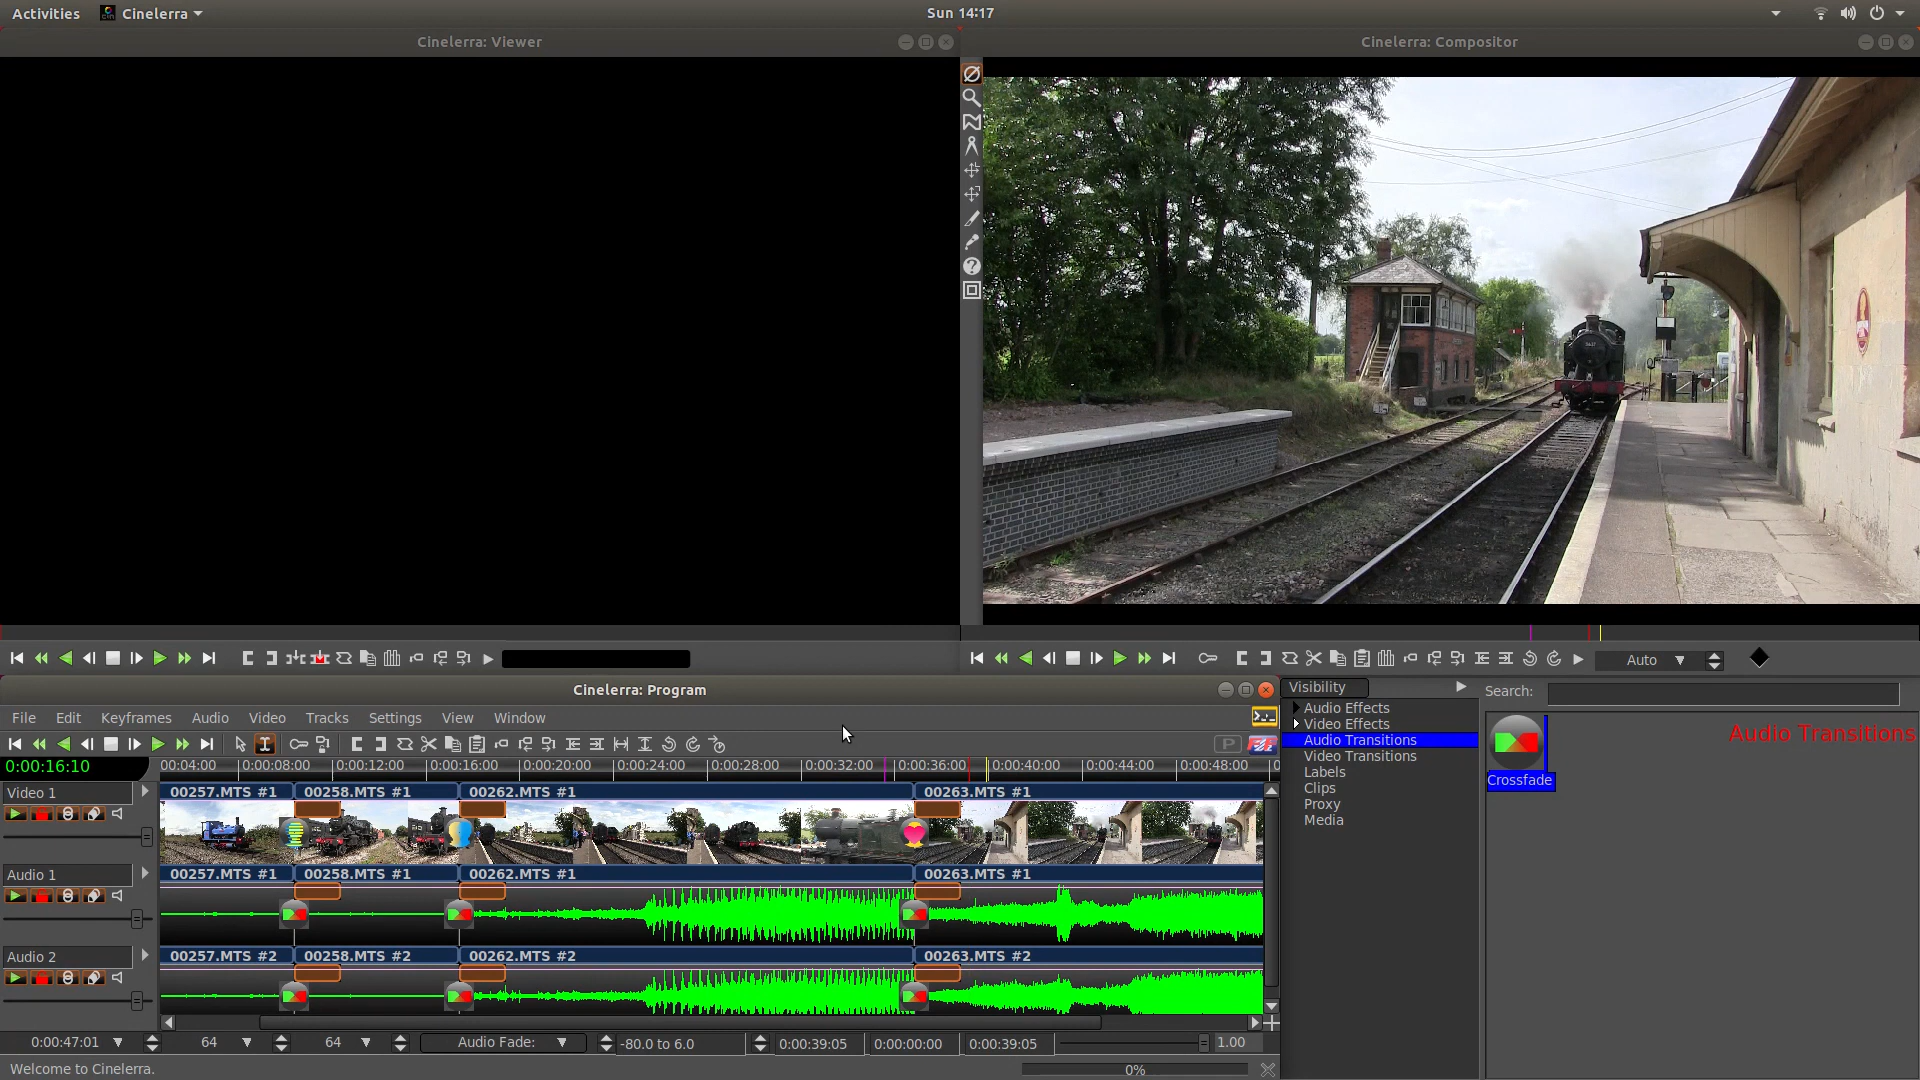 Activities Cinelerra Sun 14:17
Cinelerra: Viewer
Cinelerra: Compositor
Auto
Cinelerra: Program
File Edit Keyframes Audio Video Tracks Settings View Window
P
0:00:16:10
00:04:00 0:00:08:00 0:00:12:00 0:00:16:00 0:00:20:00 0:00:24:00 0:00:28:00 0:00:32:00 0:00:36:00 0:00:40:00 0:00:44:00 0:00:48:00
Video 1
00257.MTS #1 00258.MTS #1 00262.MTS #1 00263.MTS #1
Audio 1
00257.MTS #1 00258.MTS #1 00262.MTS #1 00263.MTS #1
Audio 2
00257.MTS #2 00258.MTS #2 00262.MTS #2 00263.MTS #2
0:00:47:01 64 64 Audio Fade: -80.0 to 6.0 0:00:39:05 0:00:00:00 0:00:39:05 1.00
Welcome to Cinelerra. 0%
Visibility
Audio Effects
Video Effects
Audio Transitions
Video Transitions
Labels
Clips
Proxy
Media
Search:
Audio Transitions
Crossfade